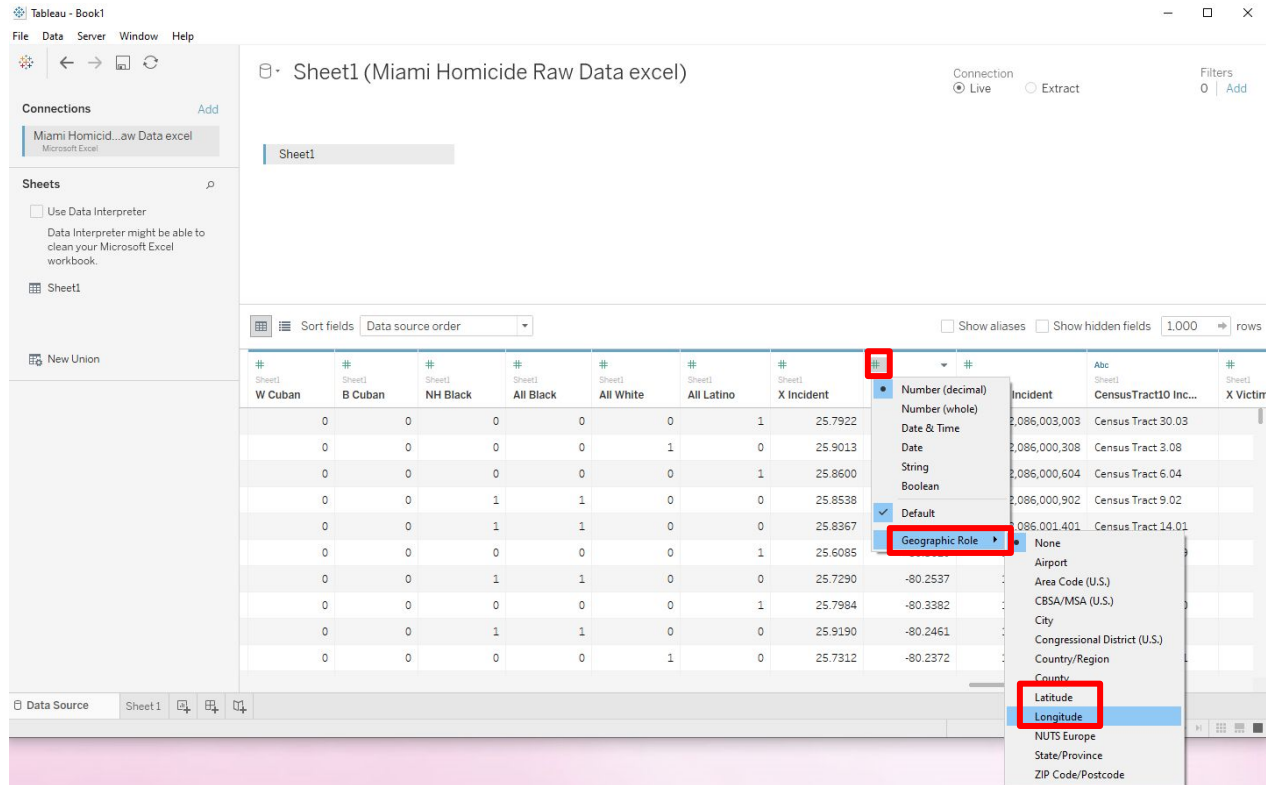 Tableau - Book1
File Data Server Window Help
Sheet1 (Miami Homicide Raw Data excel)
Connection
Live
Extract
Filters
0 Add
Connections Add
Miami Homicid...aw Data excel
Microsoft Excel
Sheet1
Sheets
Use Data Interpreter
Data Interpreter might be able to
clean your Microsoft Excel
workbook.
Sheet1
New Union
Sort fields Data source order
Show aliases Show hidden fields 1,000 rows
# # # # # # # # # Abc #
Sheet1 Sheet1 Sheet1 Sheet1 Sheet1 Sheet1 Sheet1 Sheet1 Sheet1
W Cuban B Cuban NH Black All Black All White All Latino X Incident Incident CensusTract10 Inc... X Victim
0 0 0 0 0 1 25.7922 2,086,003,003 Census Tract 30.03
0 0 0 0 1 0 25.9013 2,086,000,308 Census Tract 3.08
0 0 0 0 0 1 25.8600 2,086,000,604 Census Tract 6.04
0 0 1 1 0 0 25.8538 2,086,000,902 Census Tract 9.02
0 0 1 1 0 0 25.8367 2,086,001,401 Census Tract 14.01
0 0 0 0 0 1 25.6085
0 0 1 1 0 0 25.7290 -80.2537
0 0 0 0 0 1 25.7984 -80.3382
0 0 1 1 0 0 25.9190 -80.2461
0 0 0 0 1 0 25.7312 -80.2372
Number (decimal)
Number (whole)
Date & Time
Date
String
Boolean
Default
Geographic Role
None
Airport
Area Code (U.S.)
CBSA/MSA (U.S.)
City
Congressional District (U.S.)
Country/Region
County
Latitude
Longitude
NUTS Europe
State/Province
ZIP Code/Postcode
Data Source Sheet 1